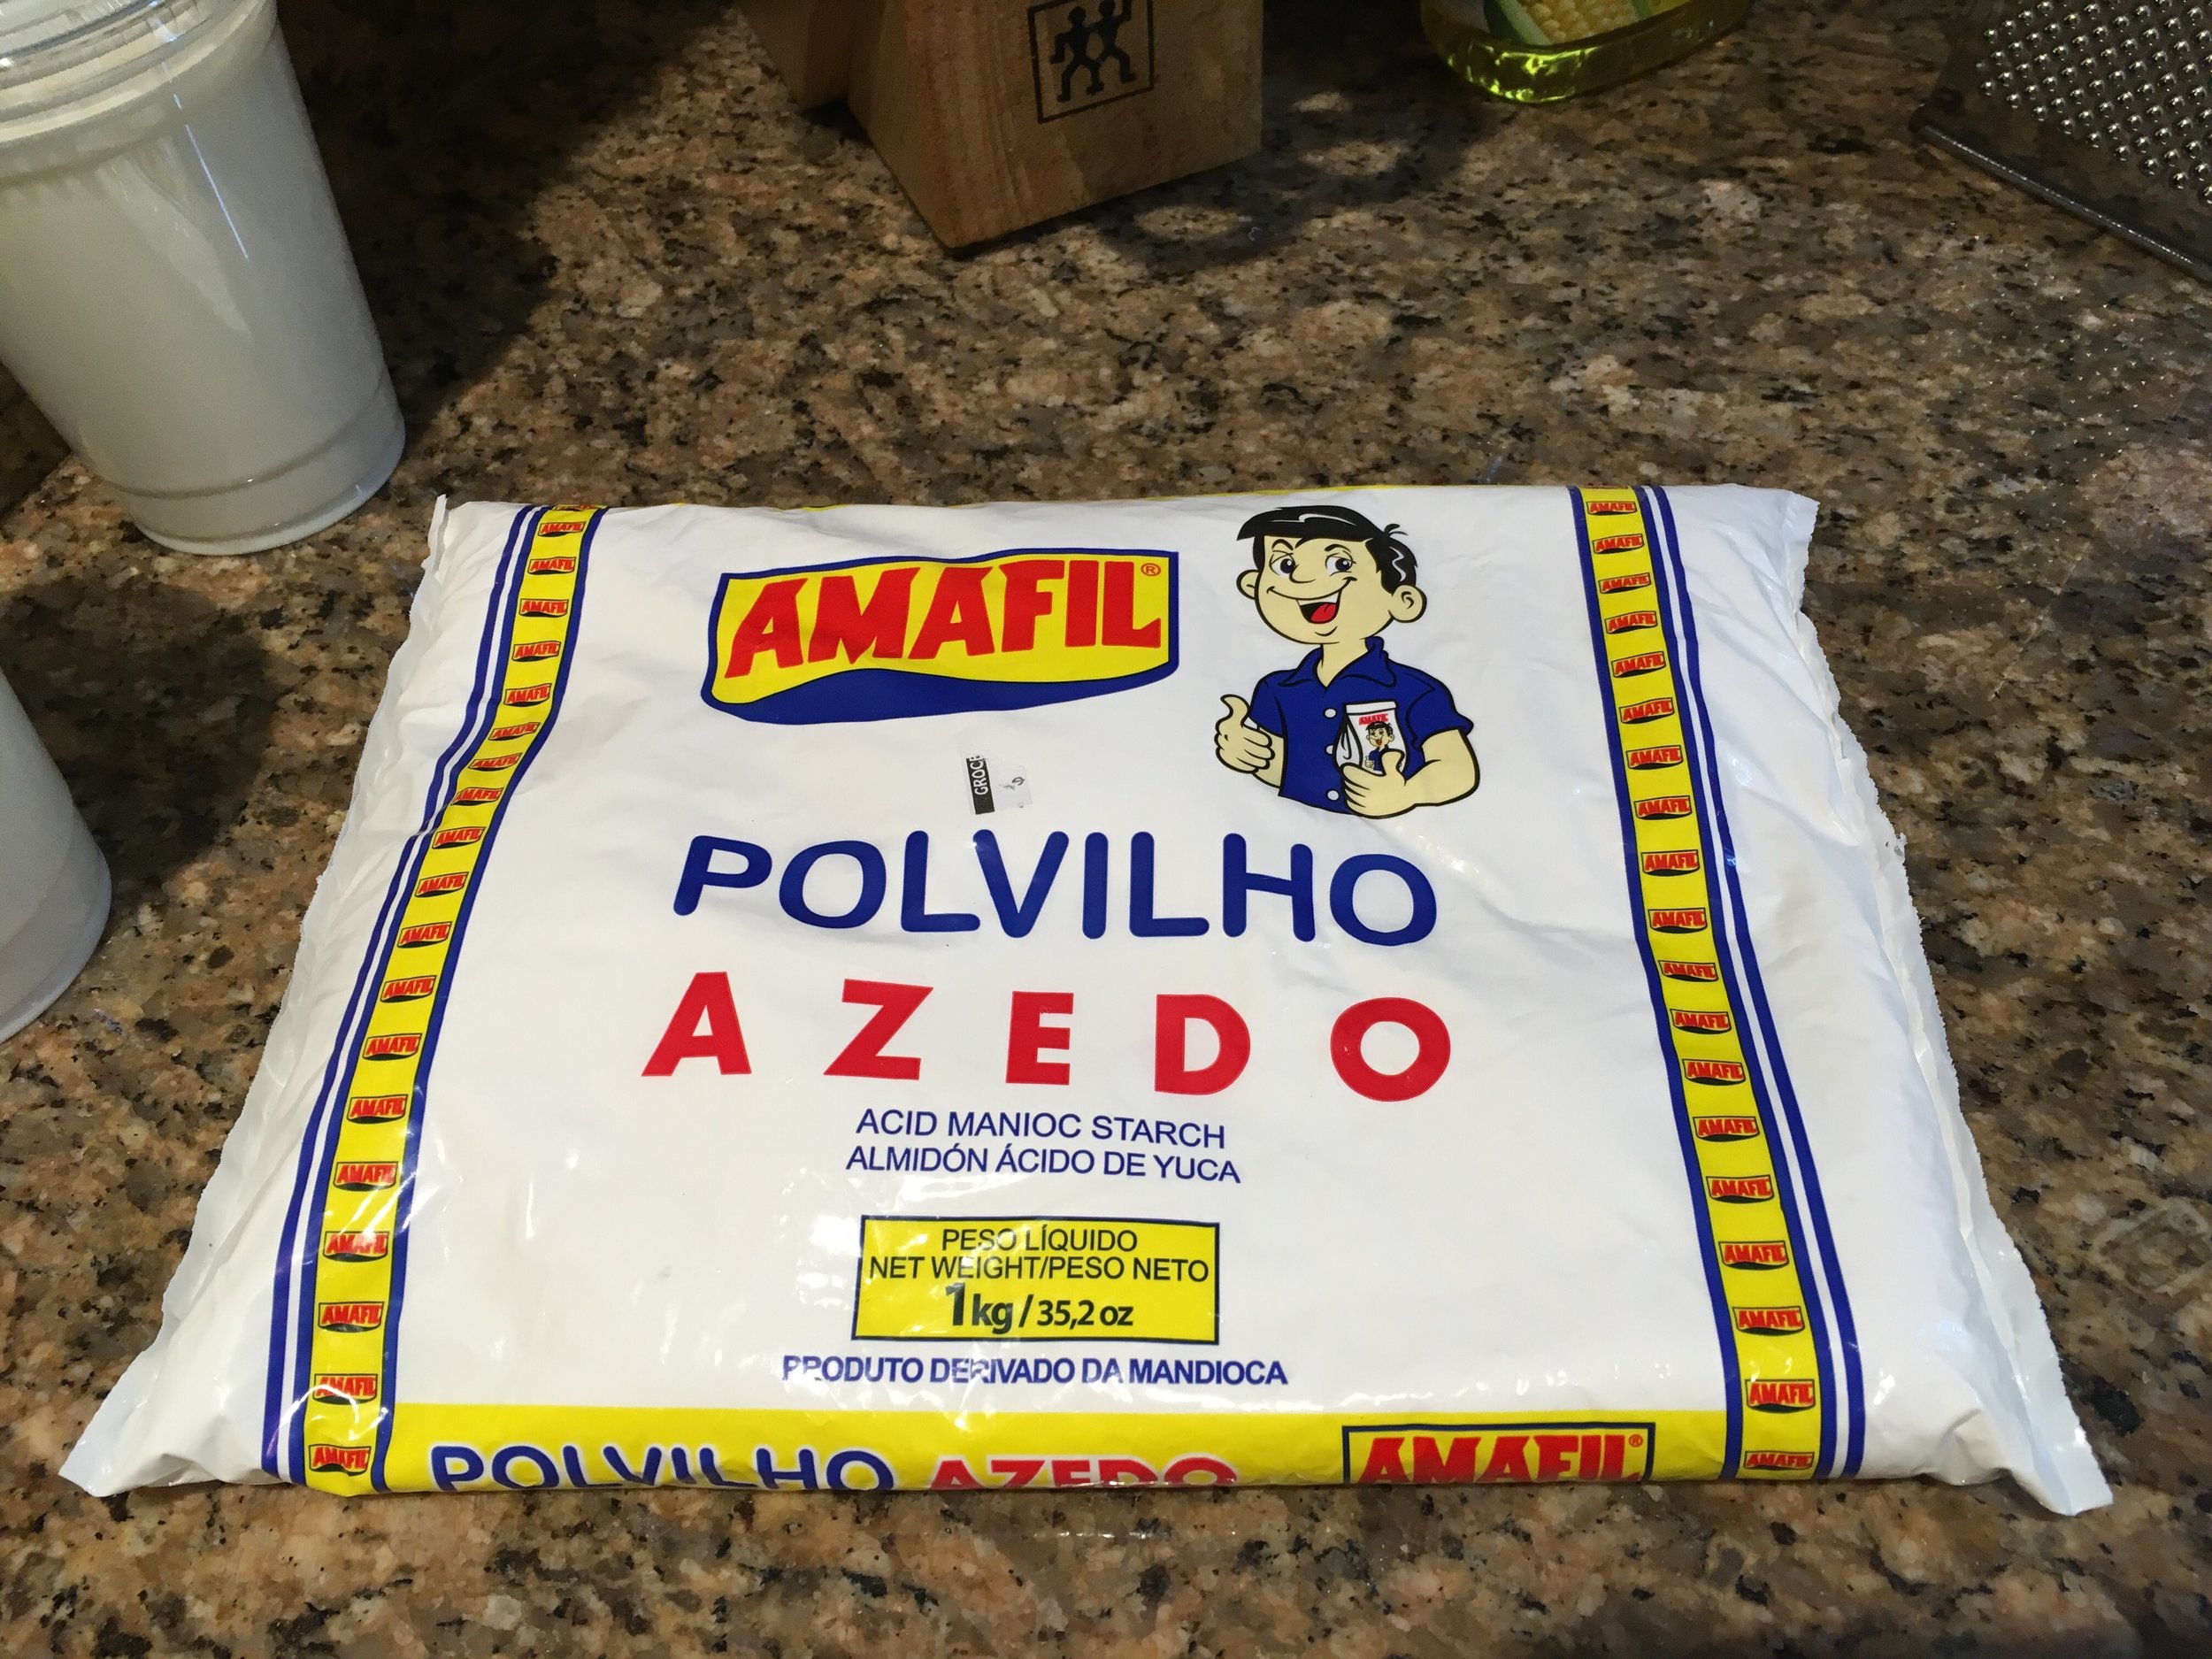 AMAFIL®
GROCE
POLVILHO
AZEDO
ACID MANIOC STARCH
ALMIDÓN ÁCIDO DE YUCA
PESO LÍQUIDO
NET WEIGHT/PESO NETO
1kg / 35,2 oz
PRODUTO DERIVADO DA MANDIOCA
POLVILHO AZEDO AMAFIL®